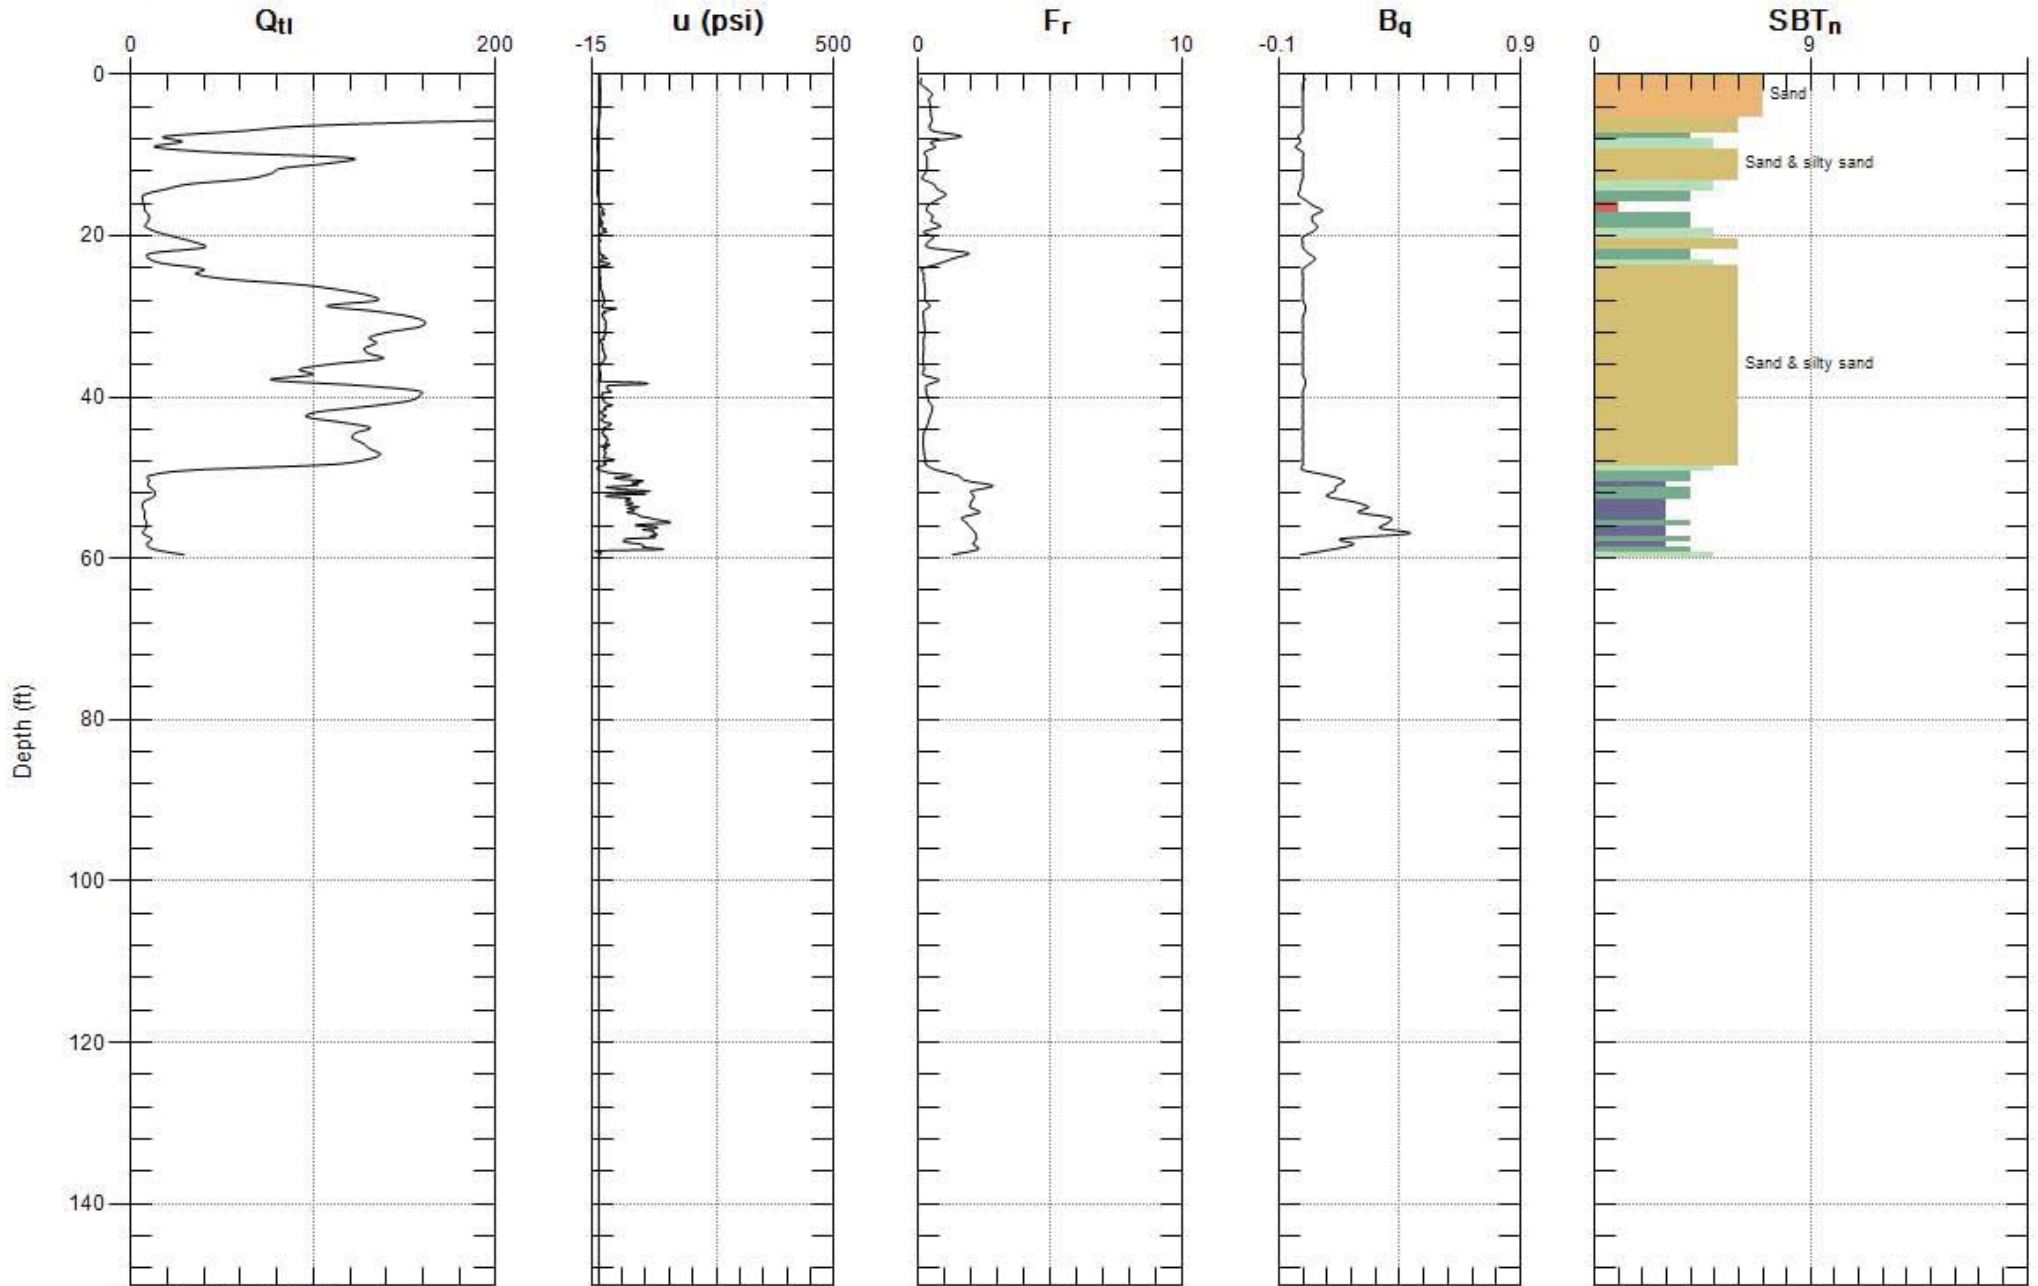 Qtl u (psi) Fr Bq SBTn
0 200 -15 500 0 10 -0.1 0.9 0 9
0
Sand
Sand & silty sand
20
Sand & silty sand
40
60
Depth (ft)
80
100
120
140